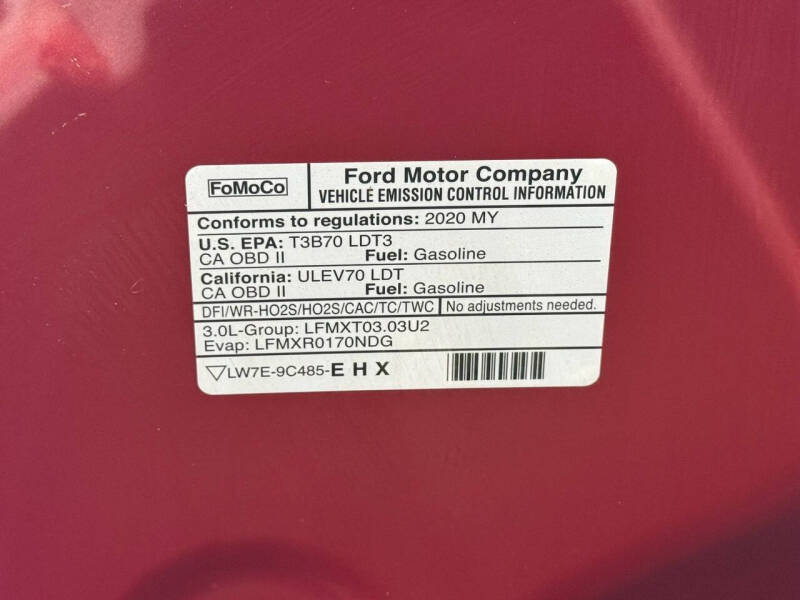 FoMoCo
Ford Motor Company
VEHICLE EMISSION CONTROL INFORMATION
Conforms to regulations: 2020 MY
U.S. EPA: T3B70 LDT3
CA OBD II Fuel: Gasoline
California: ULEV70 LDT
CA OBD II Fuel: Gasoline
DFI/WR-HO2S/HO2S/CAC/TC/TWC No adjustments needed.
3.0L-Group: LFMXT03.03U2
Evap: LFMXR0170NDG
LW7E-9C485-E H X